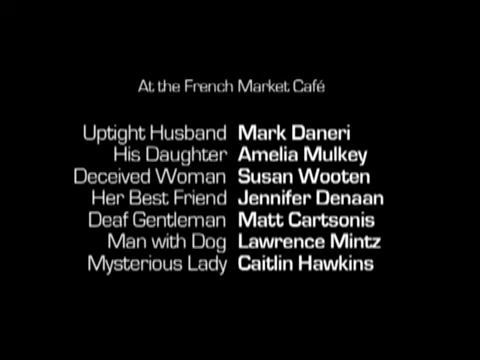 At the French Market Café
Uptight Husband Mark Daneri
His Daughter Amelia Mulkey
Deceived Woman Susan Wooten
Her Best Friend Jennifer Denaan
Deaf Gentleman Matt Cartsonis
Man with Dog Lawrence Mintz
Mysterious Lady Caitlin Hawkins